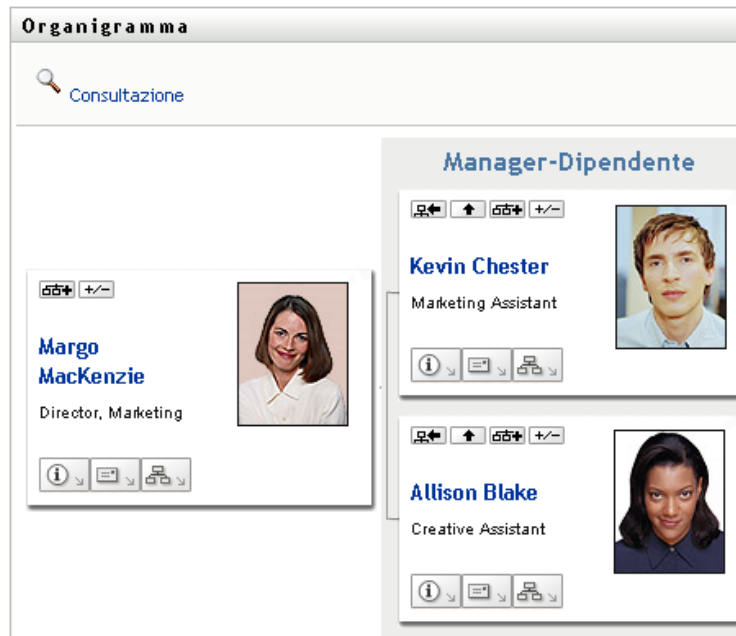 Organigramma
Consultazione
Manager-Dipendente
Margo
MacKenzie
Director, Marketing
+/−
Kevin Chester
Marketing Assistant
+/−
Allison Blake
Creative Assistant
+/−